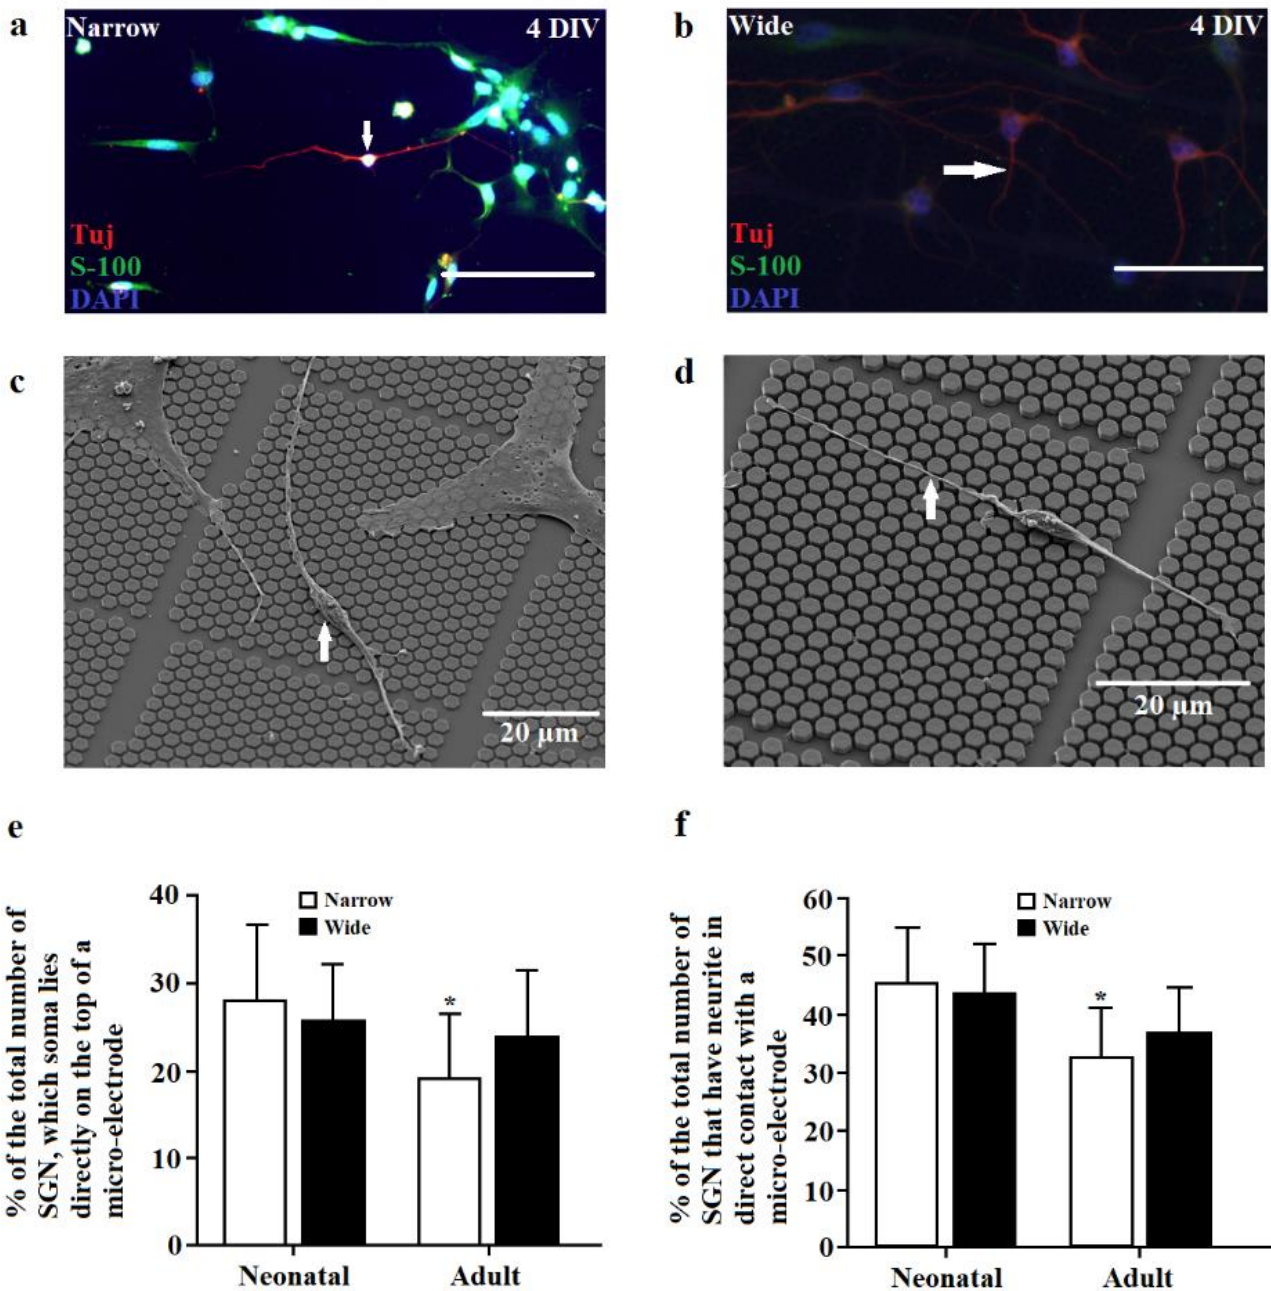 a
Narrow
4 DIV
Tuj
S-100
DAPI
b
Wide
4 DIV
Tuj
S-100
DAPI
c
20 μm
d
20 μm
e
% of the total number of
SGN, which soma lies
directly on the top of a
micro-electrode
40
30
20
10
0
Narrow
Wide
*
Neonatal
Adult
f
% of the total number of
SGN that have neurite in
direct contact with a
micro-electrode
60
50
40
30
20
10
0
Narrow
Wide
*
Neonatal
Adult